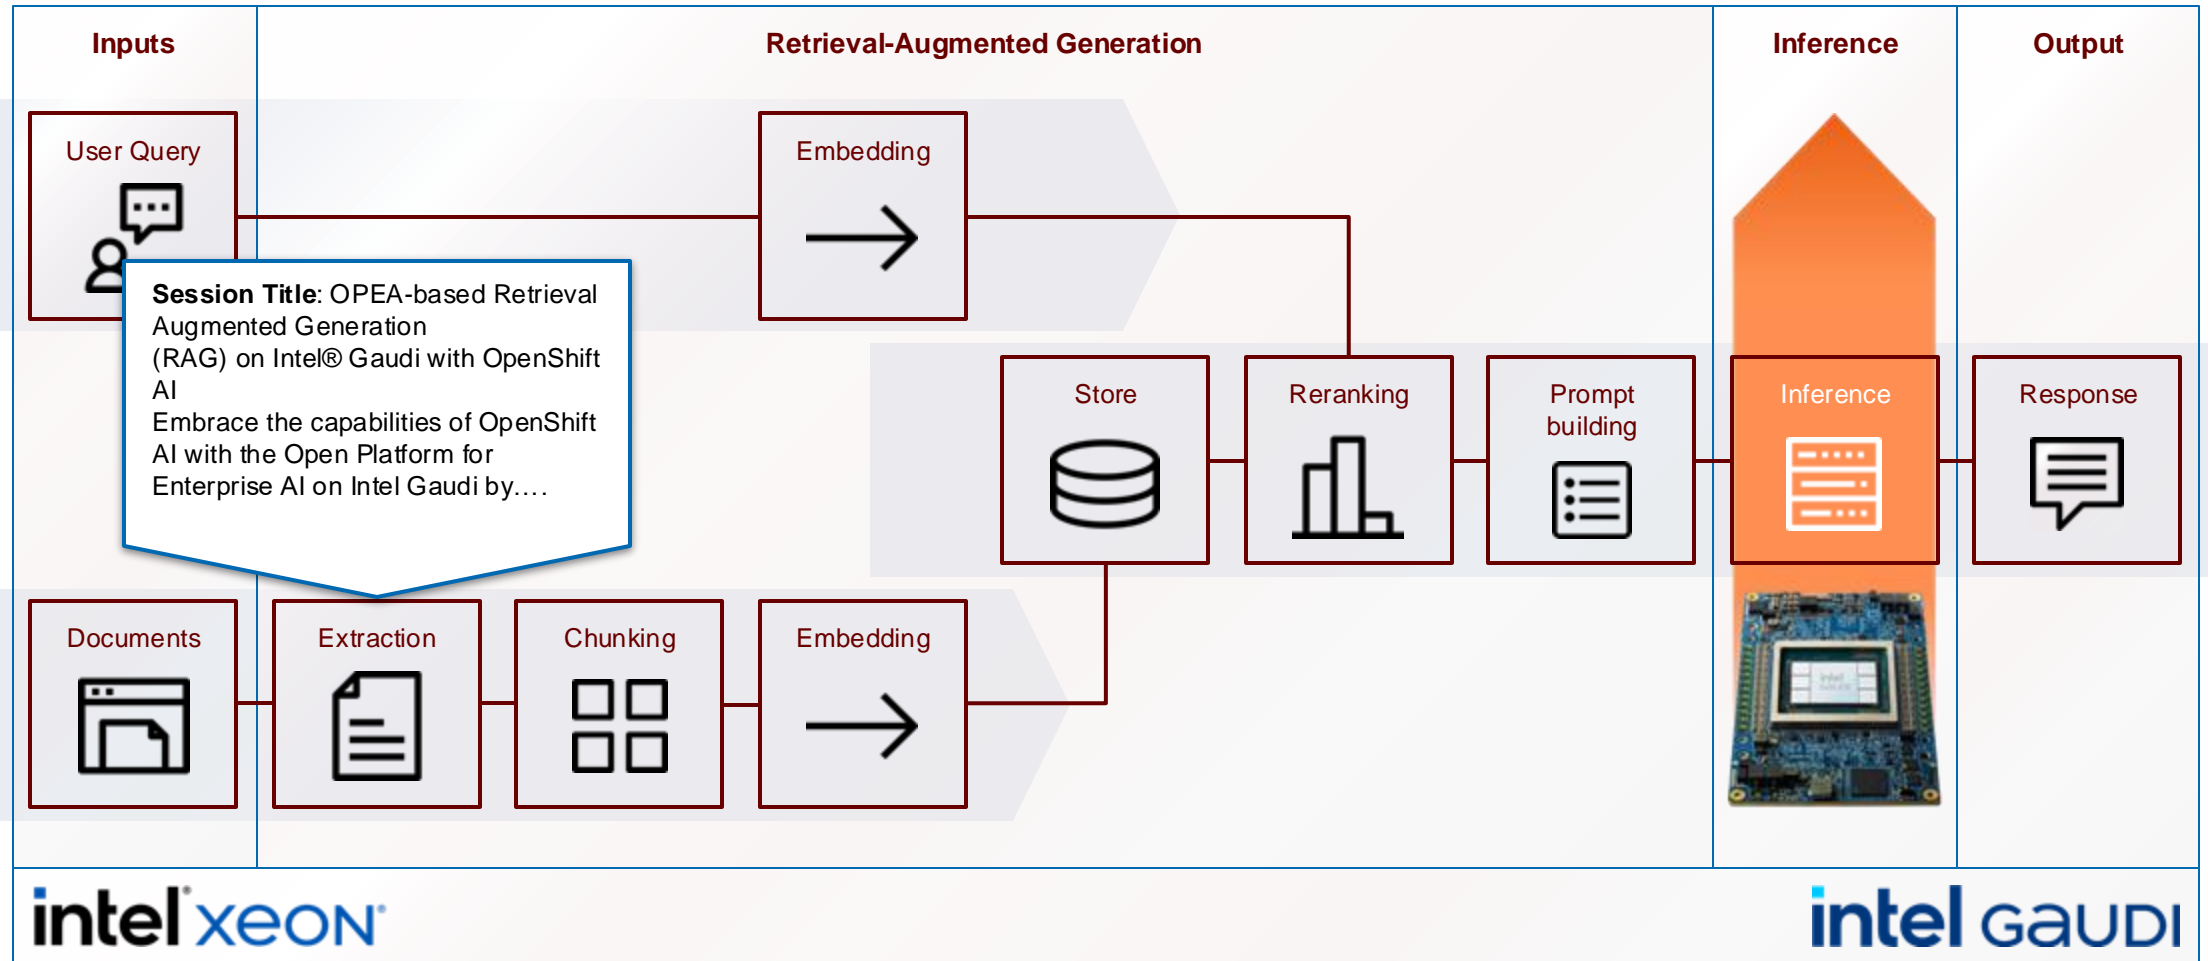 Inputs
Retrieval-Augmented Generation
Inference
Output
User Query
Embedding
Session Title: OPEA-based Retrieval
Augmented Generation
(RAG) on Intel® Gaudi with OpenShift
AI
Embrace the capabilities of OpenShift
AI with the Open Platform for
Enterprise AI on Intel Gaudi by….
Store
Reranking
Prompt
building
Inference
Response
Documents
Extraction
Chunking
Embedding
intel
intel® xeon®
intel GAUDI